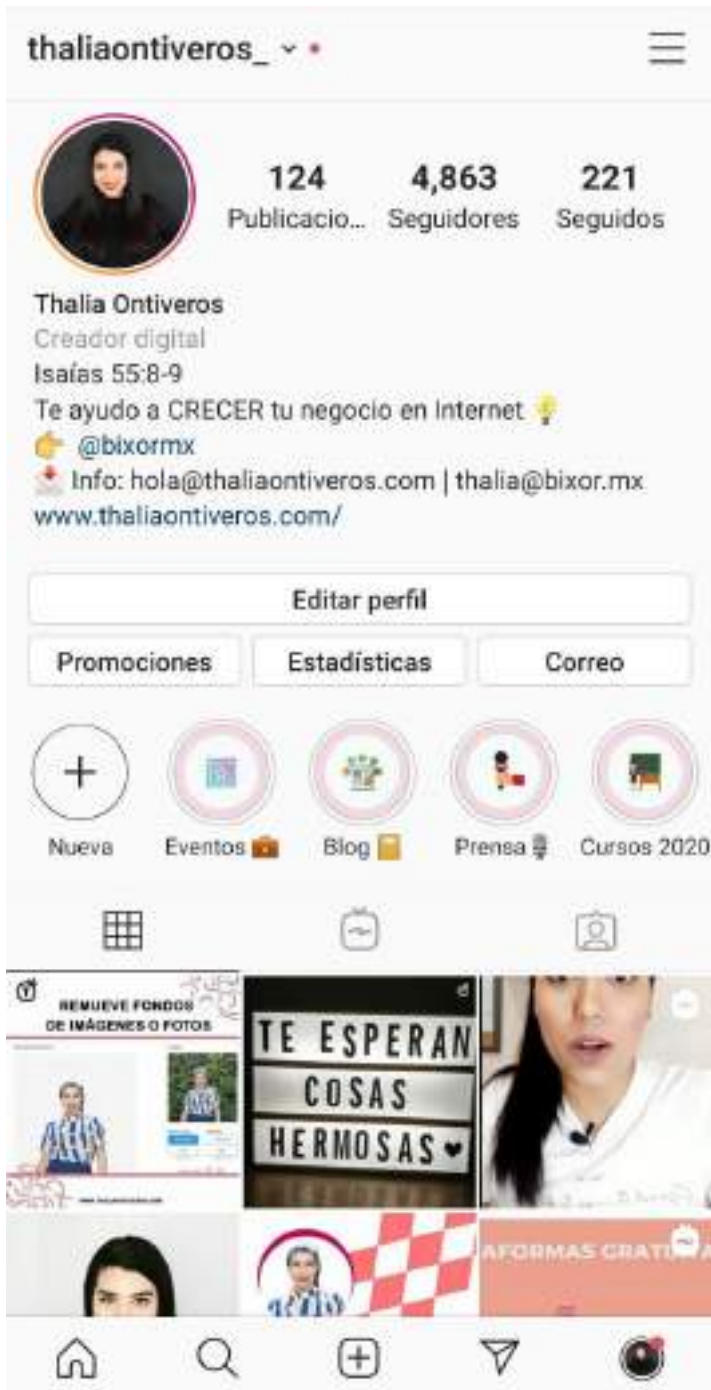 thaliaontiveros_
124 4,863 221
Publicacio... Seguidores Seguidos
Thalia Ontiveros
Creador digital
Isaías 55:8-9
Te ayudo a CRECER tu negocio en Internet 💡
👉 @bixormx
📩 Info: hola@thaliaontiveros.com | thalia@bixor.mx
www.thaliaontiveros.com/
Editar perfil
Promociones Estadísticas Correo
Nueva Eventos 💼 Blog 📒 Prensa 🎙 Cursos 2020
REMUEVE FONDOS
DE IMÁGENES O FOTOS
TE ESPERAN
COSAS
HERMOSAS ♥
AFORMAS GRATUITA